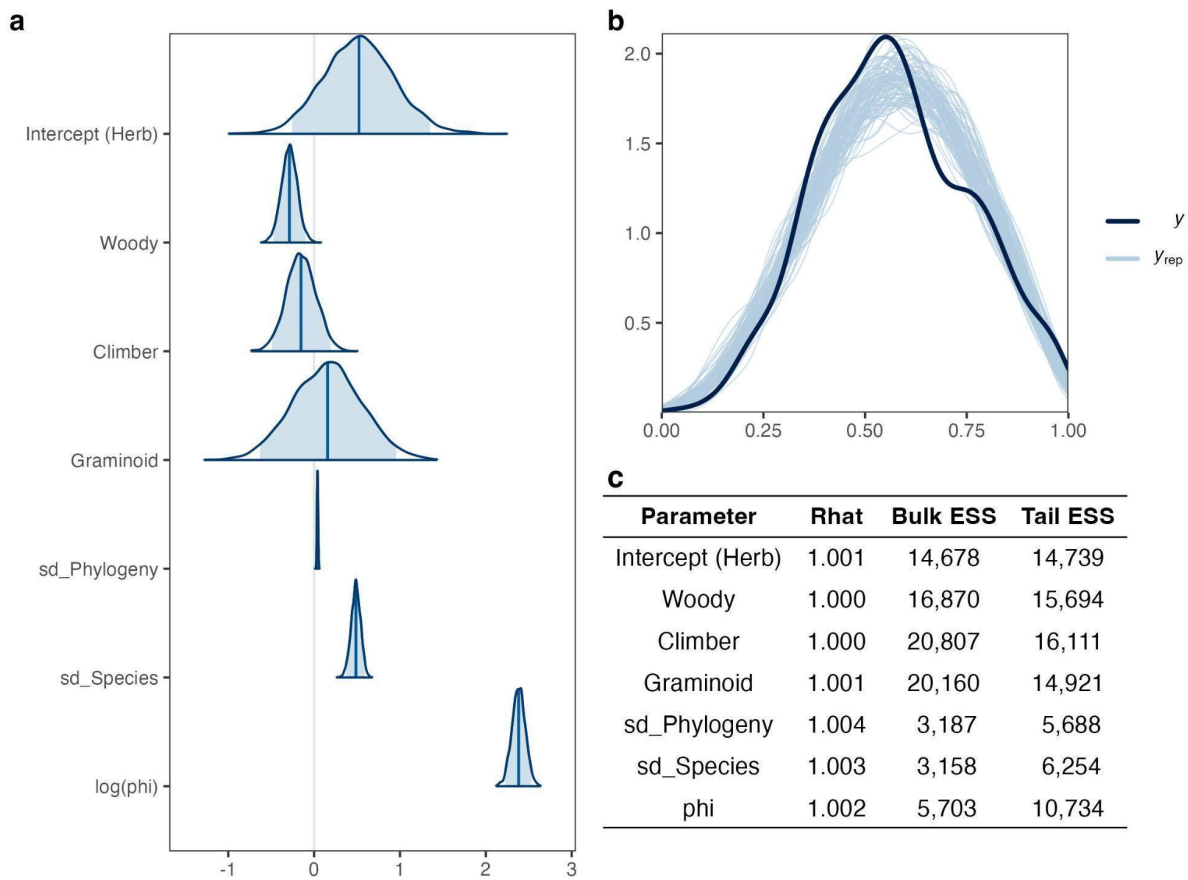 a
Intercept (Herb)
Woody
Climber
Graminoid
sd_Phylogeny
sd_Species
log(phi)
-1 0 1 2 3
b
2.0
1.5
1.0
0.5
0.00 0.25 0.50 0.75 1.00
y
yrep
c
Parameter Rhat Bulk ESS Tail ESS
Intercept (Herb) 1.001 14,678 14,739
Woody 1.000 16,870 15,694
Climber 1.000 20,807 16,111
Graminoid 1.001 20,160 14,921
sd_Phylogeny 1.004 3,187 5,688
sd_Species 1.003 3,158 6,254
phi 1.002 5,703 10,734